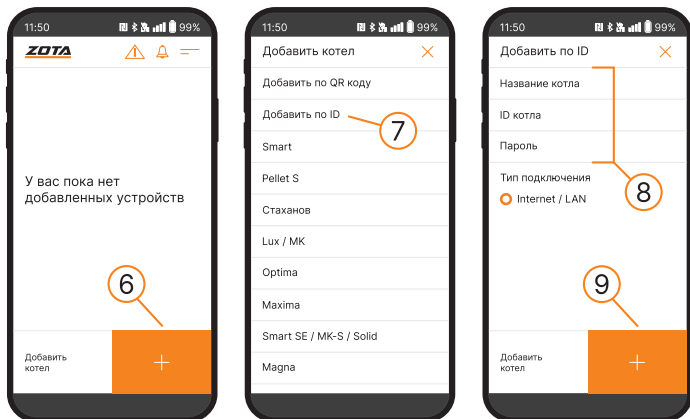 11:50 99%
ZOTA
У вас пока нет
добавленных устройств
6
Добавить
котел
11:50 99%
Добавить котел
Добавить по QR коду
Добавить по ID
7
Smart
Pellet S
Стаханов
Lux / MK
Optima
Maxima
Smart SE / MK-S / Solid
Magna
11:50 99%
Добавить по ID
Название котла
ID котла
Пароль
8
Тип подключения
Internet / LAN
9
Добавить
котел